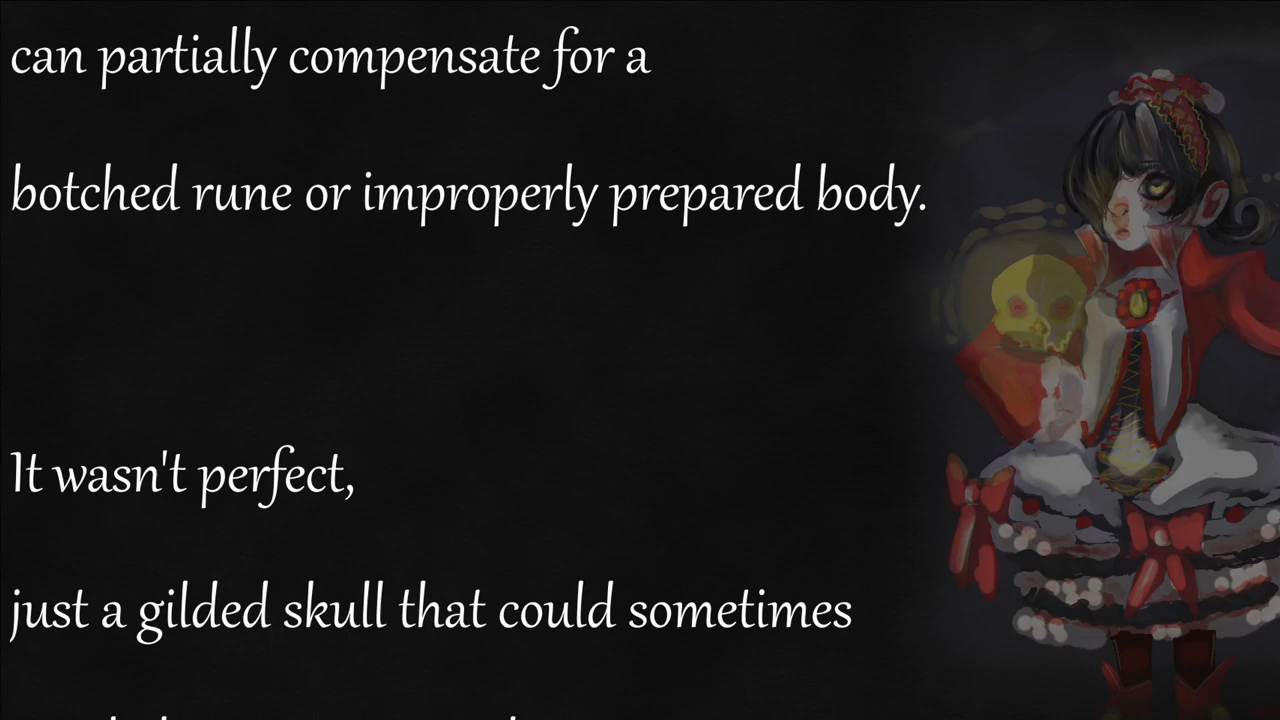 can partially compensate for a
botched rune or improperly prepared body.
It wasn't perfect,
just a gilded skull that could sometimes